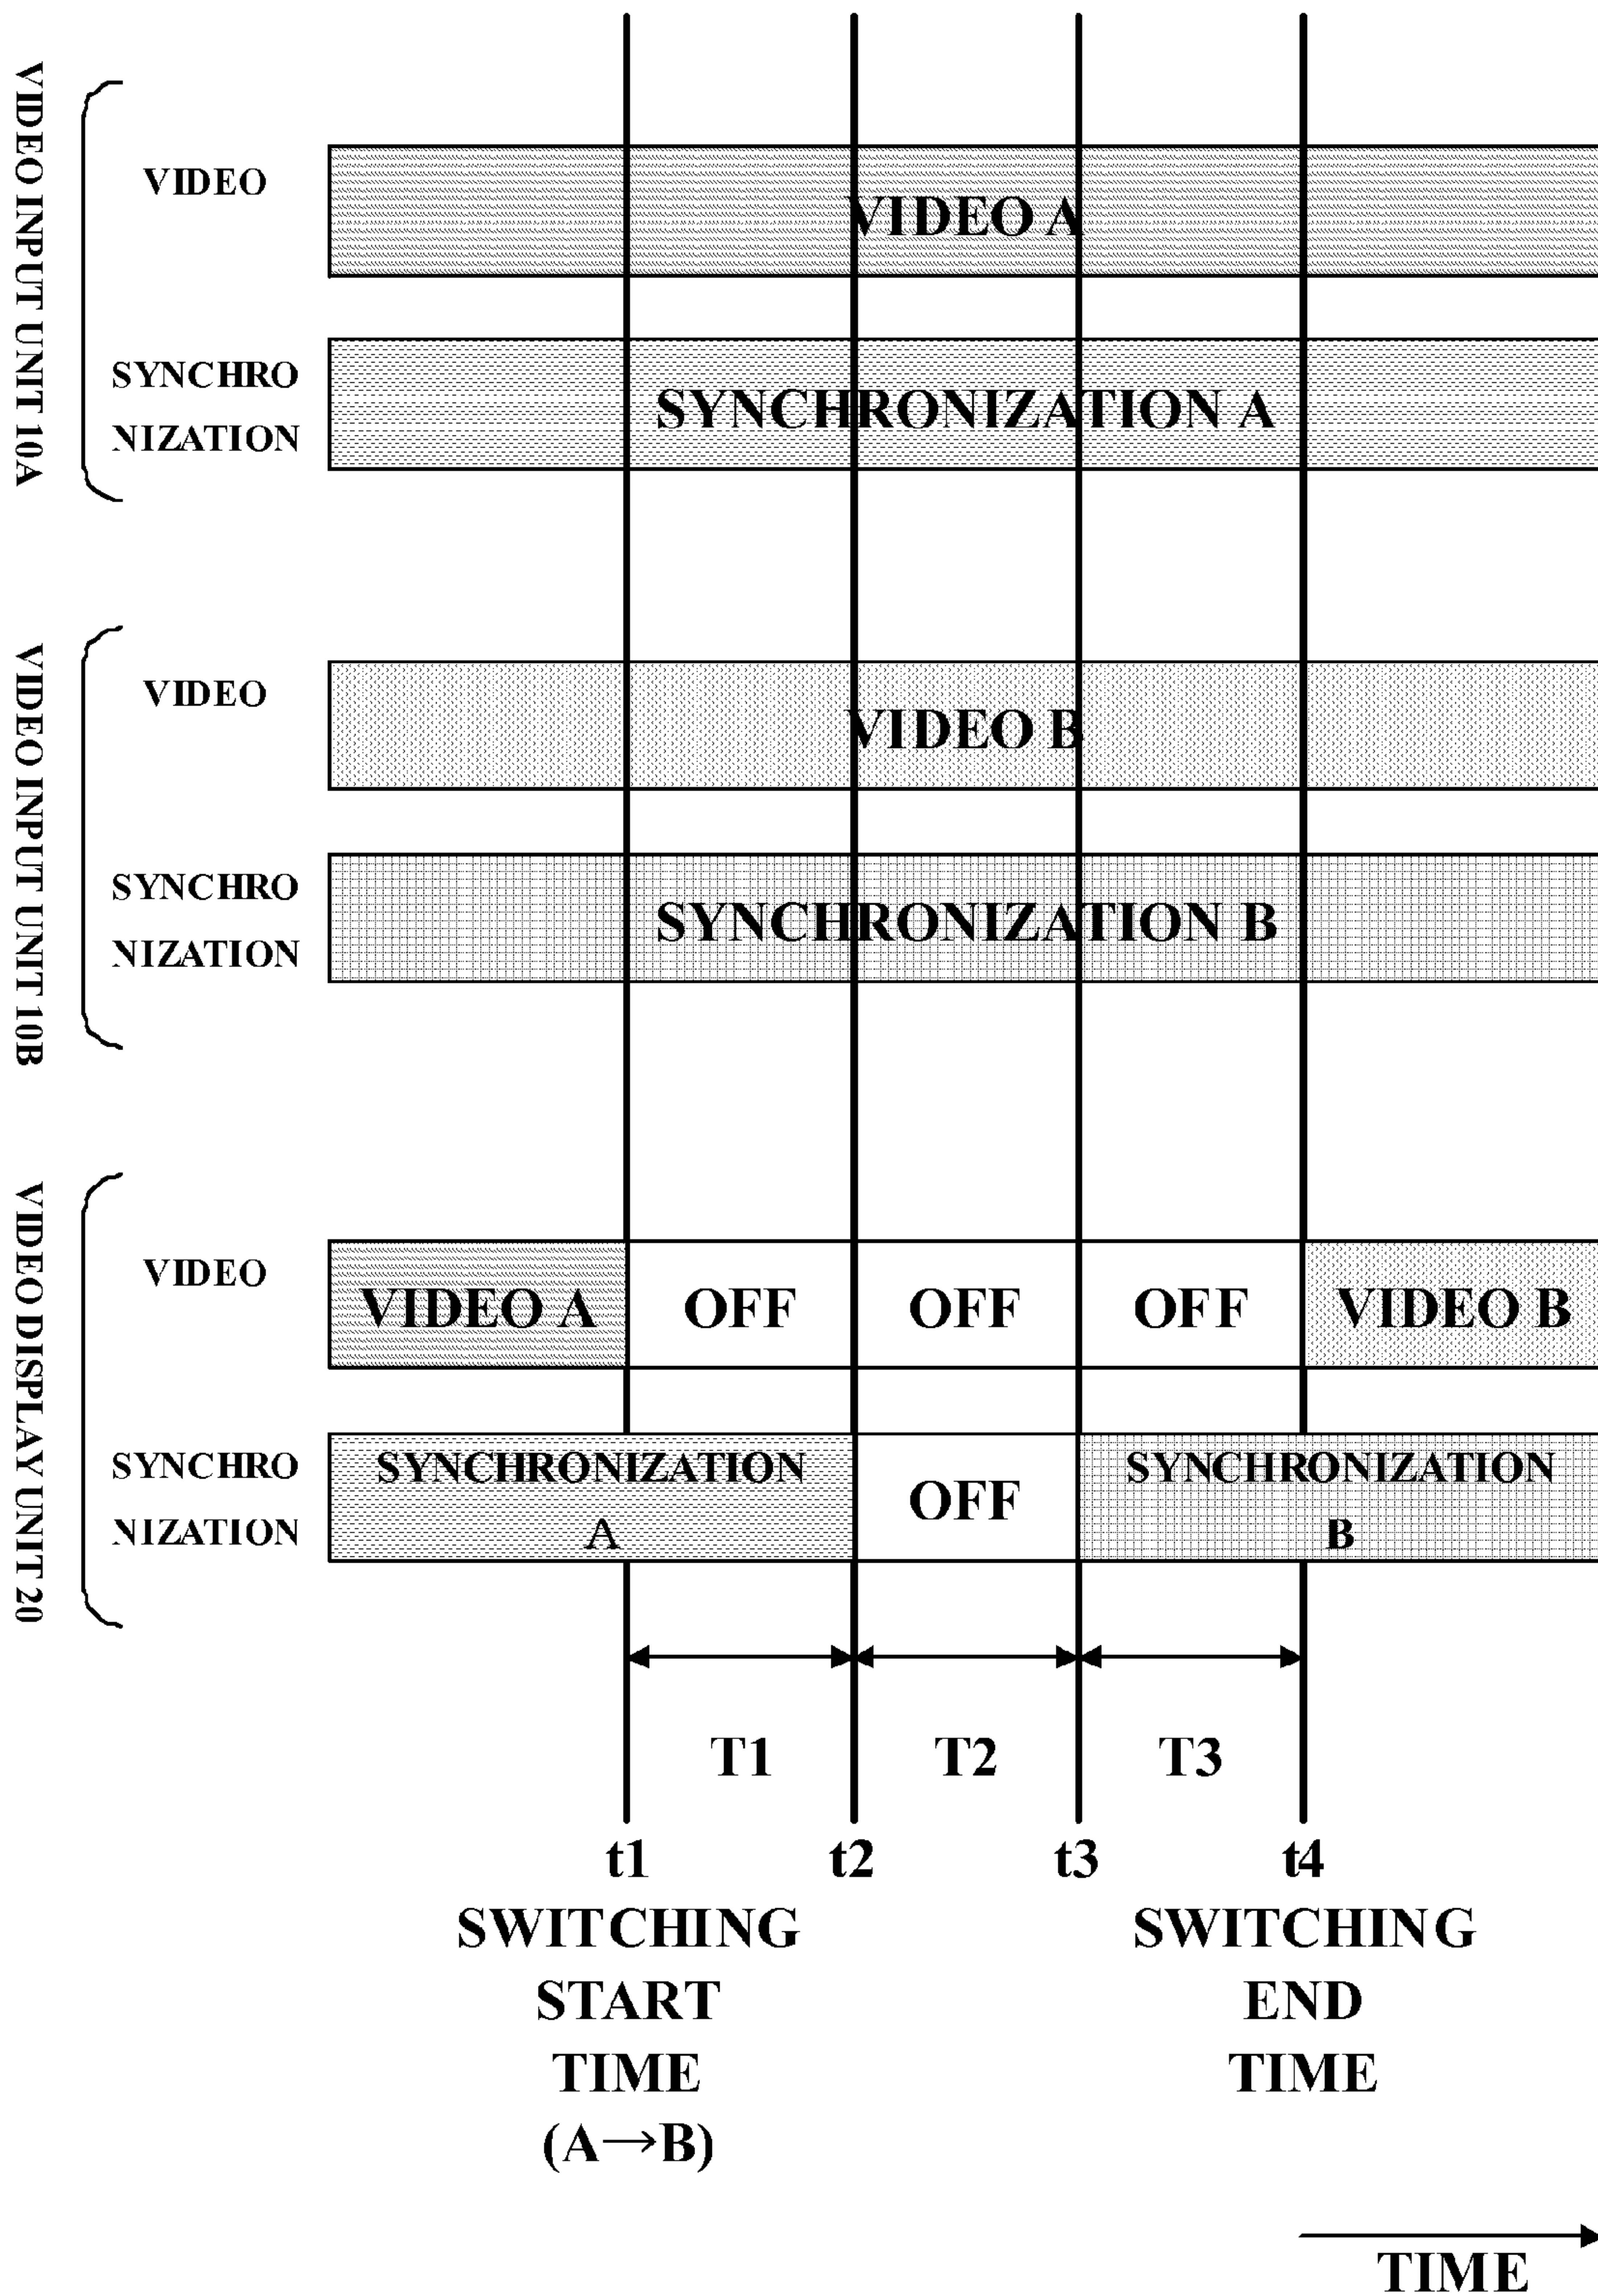 VIDEO INPUT UNIT 10A
VIDEO
VIDEO A
SYNCHRO
NIZATION
SYNCHRONIZATION A
VIDEO INPUT UNIT 10B
VIDEO
VIDEO B
SYNCHRO
NIZATION
SYNCHRONIZATION B
VIDEO DISPLAY UNIT 20
VIDEO
VIDEO A
OFF
OFF
OFF
VIDEO B
SYNCHRO
NIZATION
SYNCHRONIZATION
A
OFF
SYNCHRONIZATION
B
T1
T2
T3
t1
t2
t3
t4
SWITCHING
START
TIME
(A→B)
SWITCHING
END
TIME
TIME